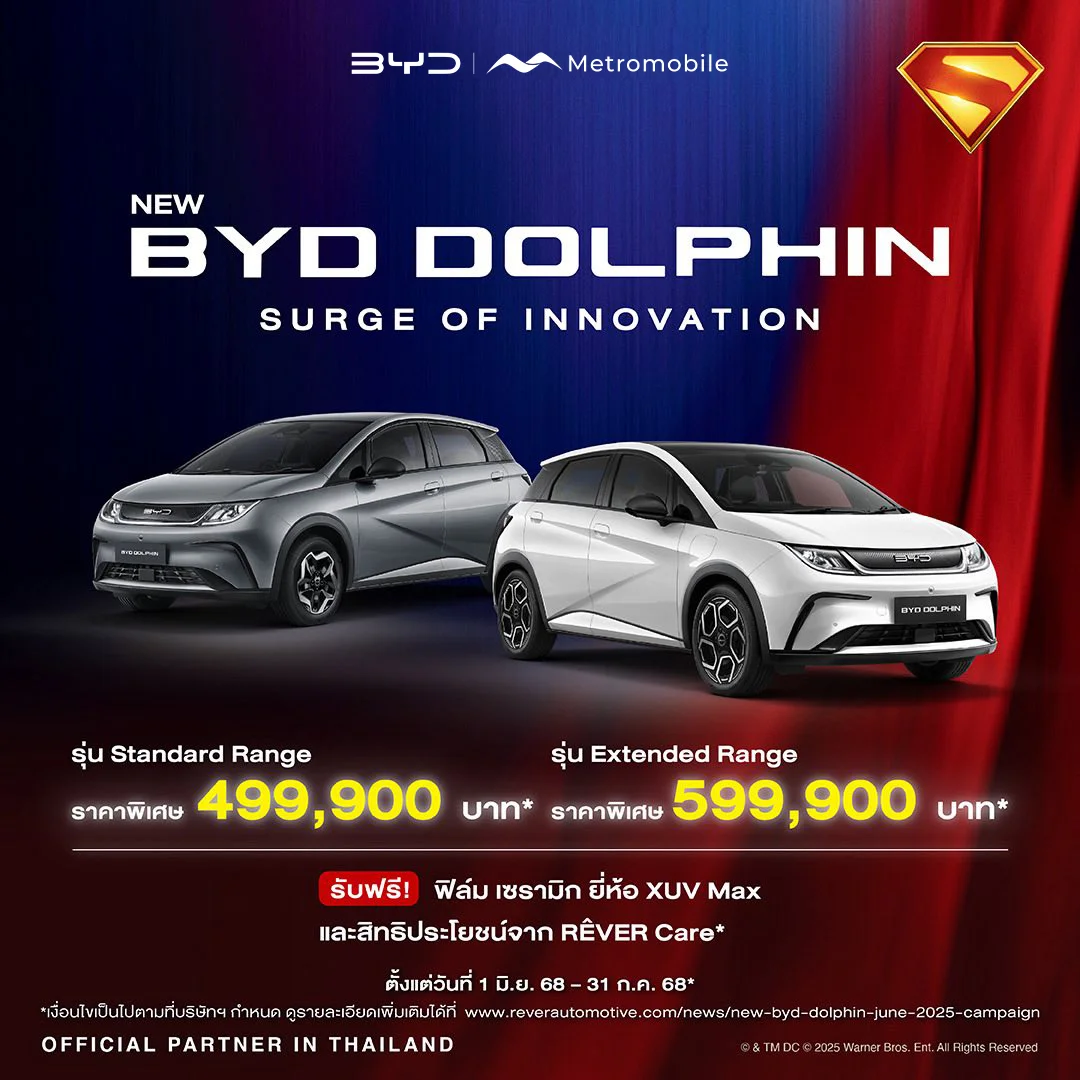 BYD | Metromobile
NEW
BYD DOLPHIN
SURGE OF INNOVATION
BYD
BYD DOLPHIN
BYD
BYD DOLPHIN
รุ่น Standard Range
ราคาพิเศษ 499,900 บาท*
รุ่น Extended Range
ราคาพิเศษ 599,900 บาท*
รับฟรี! ฟิล์ม เซรามิก ยี่ห้อ XUV Max
และสิทธิประโยชน์จาก RÊVER Care*
ตั้งแต่วันที่ 1 มิ.ย. 68 – 31 ก.ค. 68*
*เงื่อนไขเป็นไปตามที่บริษัทฯ กำหนด ดูรายละเอียดเพิ่มเติมได้ที่ www.reverautomotive.com/news/new-byd-dolphin-june-2025-campaign
OFFICIAL PARTNER IN THAILAND
© & TM DC © 2025 Warner Bros. Ent. All Rights Reserved